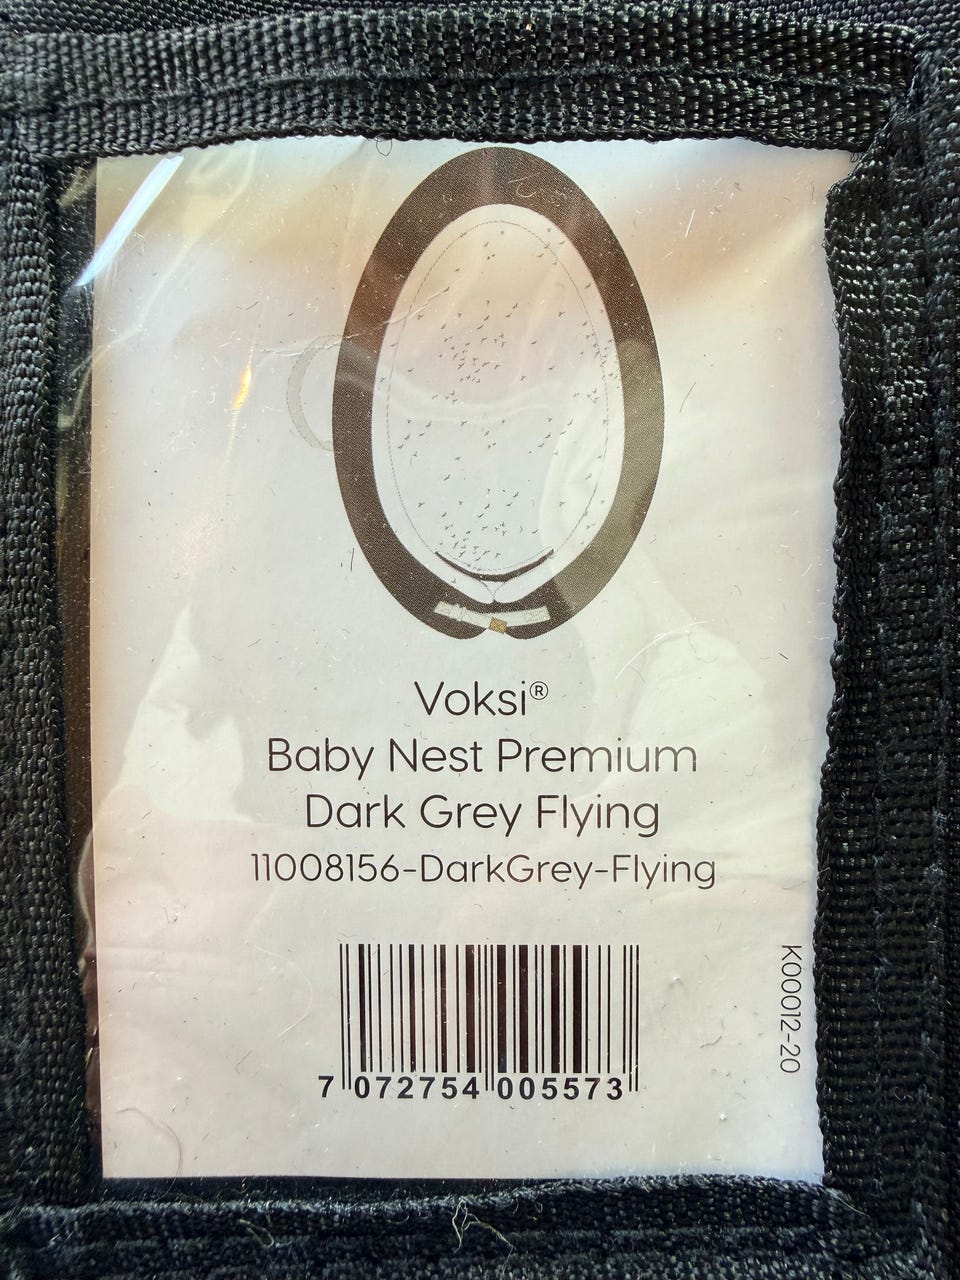 Voksi®
Baby Nest Premium
Dark Grey Flying
11008156-DarkGrey-Flying
7 072754 005573
K00012-20